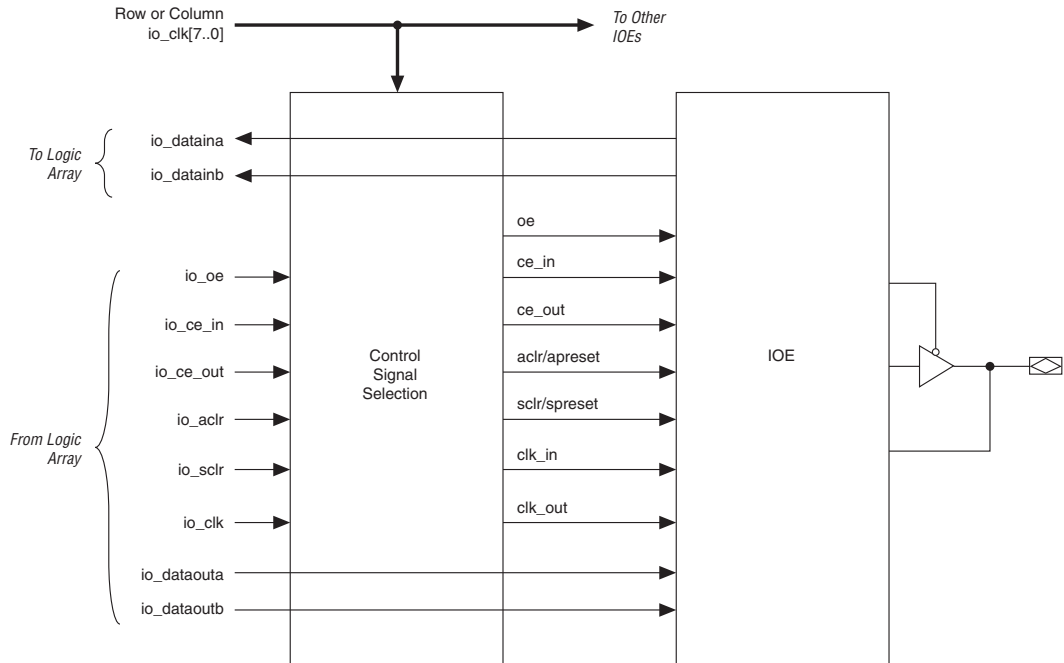 Row or Column
io_clk[7..0]
To Other
IOEs
To Logic
Array
io_dataina
io_datainb
From Logic
Array
io_oe
io_ce_in
io_ce_out
io_aclr
io_sclr
io_clk
io_dataouta
io_dataoutb
Control
Signal
Selection
oe
ce_in
ce_out
aclr/apreset
sclr/spreset
clk_in
clk_out
IOE